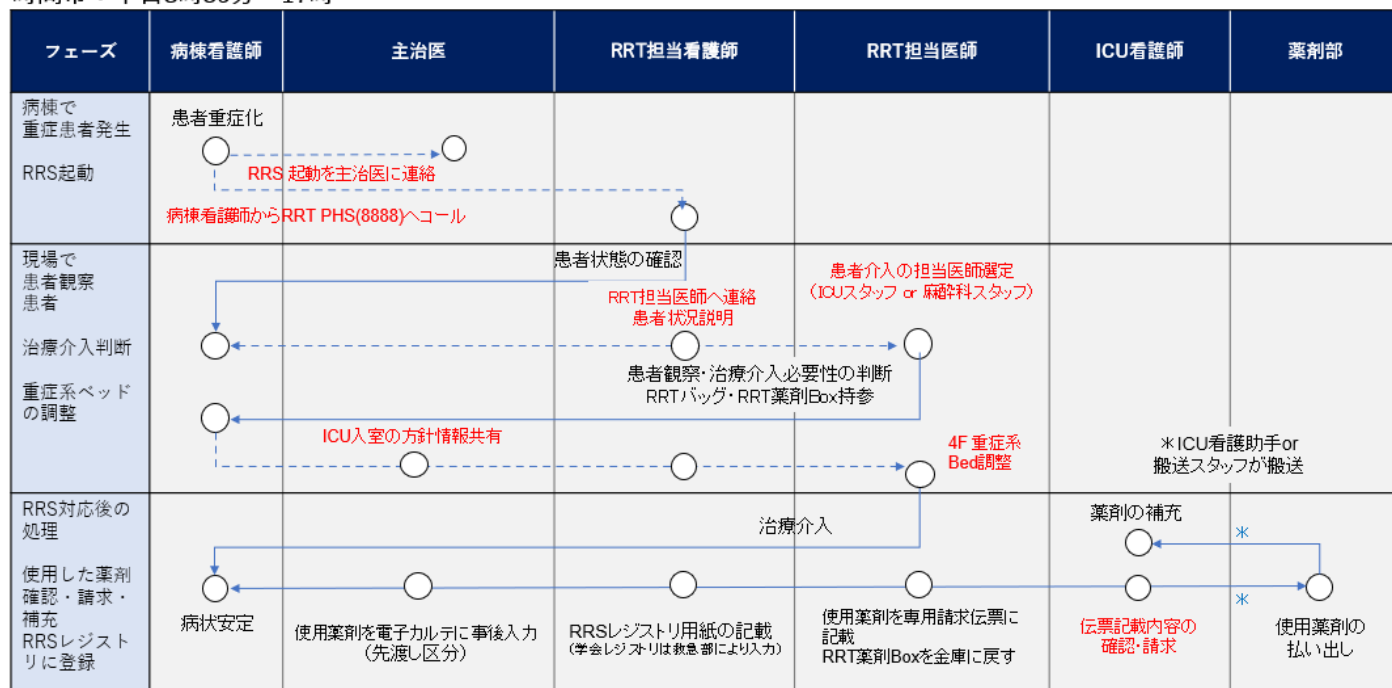 フェーズ
病棟看護師
主治医
RRT担当看護師
RRT担当医師
ICU看護師
薬剤部
病棟で
重症患者発生
RRS起動
患者重症化
RRS 起動を主治医に連絡
病棟看護師からRRT PHS(8888)へコール
現場で
患者観察
患者
治療介入判断
重症系ベッド
の調整
患者状態の確認
RRT担当医師へ連絡
患者状況説明
患者介入の担当医師選定
(ICUスタッフ or 麻酔科スタッフ)
患者観察・治療介入必要性の判断
RRTバッグ・RRT薬剤Box持参
ICU入室の方針情報共有
4F 重症系
Bed調整
＊ICU看護助手or
搬送スタッフが搬送
RRS対応後の
処理
使用した薬剤
確認・請求・
補充
RRSレジスト
リに登録
治療介入
薬剤の補充
＊
＊
病状安定
使用薬剤を電子カルテに事後入力
(先渡し区分)
RRSレジストリ用紙の記載
(学会レジストリは救急部により入力)
使用薬剤を専用請求伝票に
記載
RRT薬剤Boxを金庫に戻す
伝票記載内容の
確認・請求
使用薬剤の
払い出し